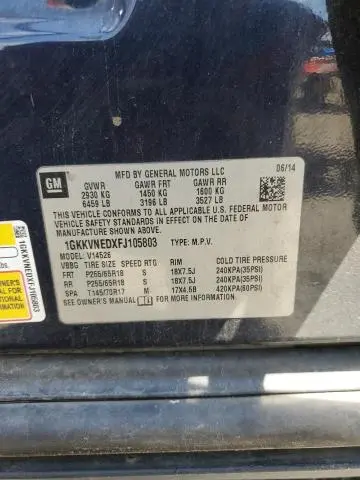 GM
MFD BY GENERAL MOTORS LLC
06/14
GVWR GAWR FRT GAWR RR
2930 KG 1450 KG 1600 KG
6459 LB 3196 LB 3527 LB
THIS VEHICLE CONFORMS TO ALL APPLICABLE U.S. FEDERAL MOTOR
VEHICLE SAFETY STANDARDS IN EFFECT ON THE DATE OF
MANUFACTURE SHOWN ABOVE.
1GKKVNEDXFJ105803 TYPE: M.P.V.
MODEL: V14526
VBBG TIRE SIZE SPEED RTG RIM COLD TIRE PRESSURE
FRT P255/65R18 S 18X7.5J 240KPA(35PSI)
RR P255/65R18 S 18X7.5J 240KPA(35PSI)
SPA T145/70R17 M 17X4.5B 420KPA(60PSI)
SEE OWNER'S MANUAL
1GKKVNEDXFJ105803